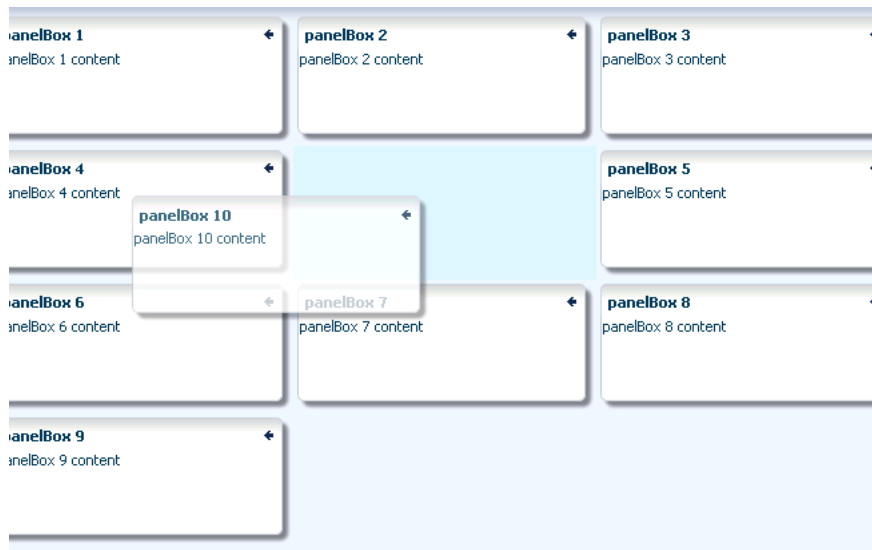 panelBox 1
panelBox 1 content
panelBox 2
panelBox 2 content
panelBox 3
panelBox 3 content
panelBox 4
panelBox 4 content
panelBox 10
panelBox 10 content
panelBox 5
panelBox 5 content
panelBox 6
panelBox 6 content
panelBox 7
panelBox 7 content
panelBox 8
panelBox 8 content
panelBox 9
panelBox 9 content